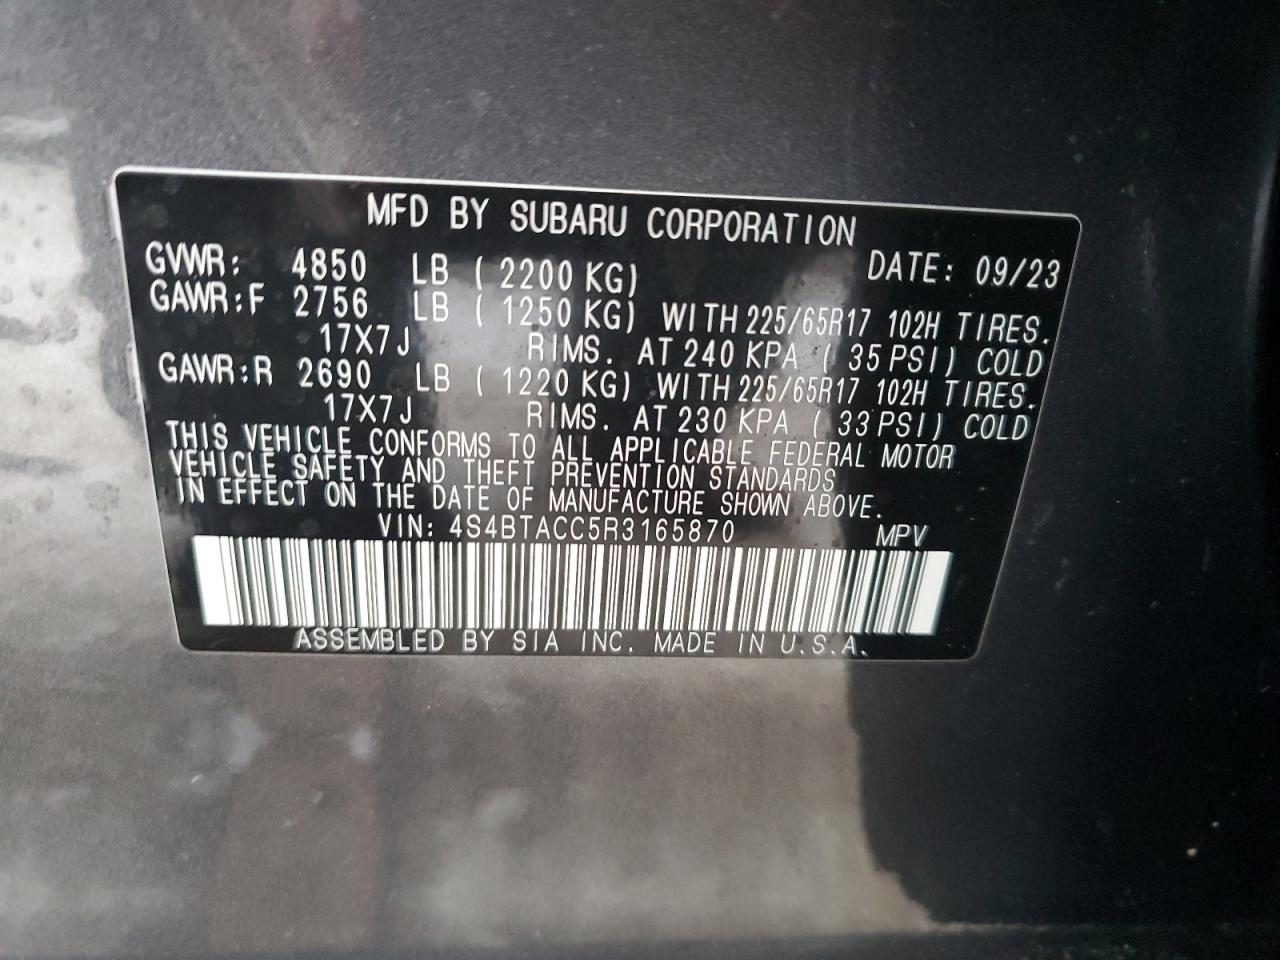 MFD BY SUBARU CORPORATION
GVWR: 4850 LB ( 2200 KG) DATE: 09/23
GAWR:F 2756 LB ( 1250 KG) WITH 225/65R17 102H TIRES.
17X7J RIMS. AT 240 KPA ( 35 PSI) COLD
GAWR:R 2690 LB ( 1220 KG) WITH 225/65R17 102H TIRES.
17X7J RIMS. AT 230 KPA ( 33 PSI) COLD
THIS VEHICLE CONFORMS TO ALL APPLICABLE FEDERAL MOTOR
VEHICLE SAFETY AND THEFT PREVENTION STANDARDS
IN EFFECT ON THE DATE OF MANUFACTURE SHOWN ABOVE.
VIN: 4S4BTACC5R3165870 MPV
ASSEMBLED BY SIA INC. MADE IN U.S.A.